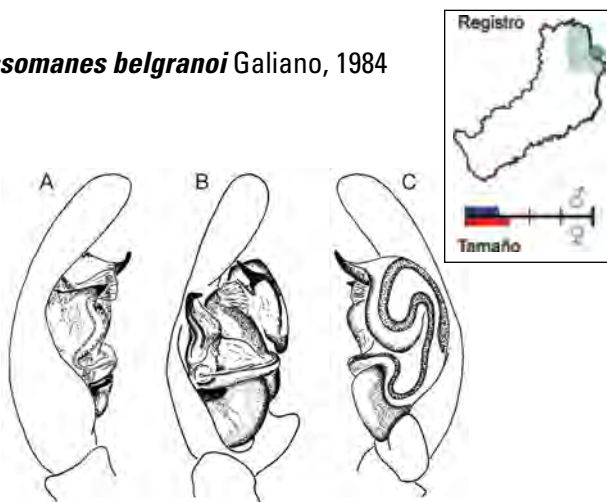 somanes belgranoi Galiano, 1984
Registro
A B C
♂
♀
Tamaño